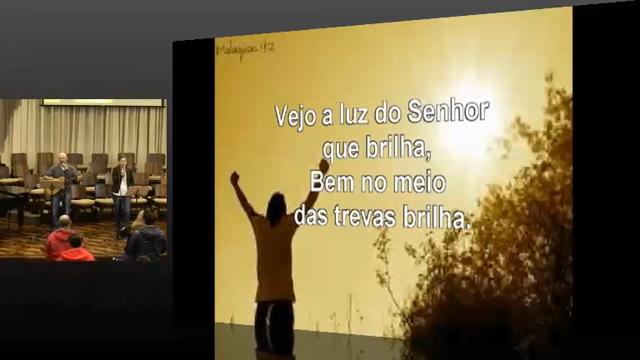 Malaquias 4:2
Vejo a luz do Senhor
que brilha,
Bem no meio
das trevas brilha.